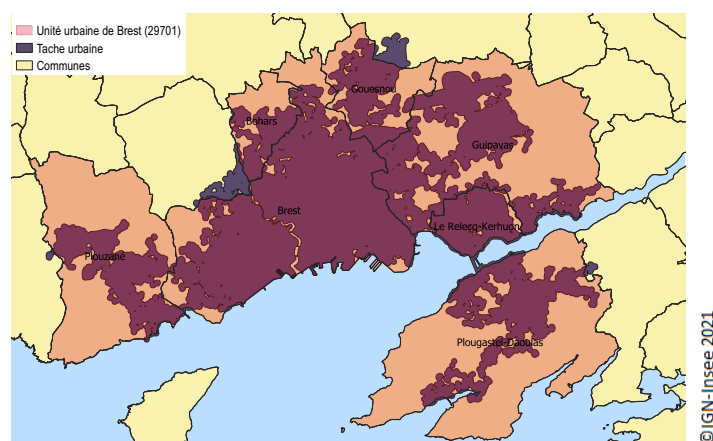 Unité urbaine de Brest (29701)
Tache urbaine
Communes
Gouesnou
Bohars
Guipavas
Brest
Le Relecq-Kerhuon
Plouzané
Plougastel-Daoulas
©IGN-Insee 2021